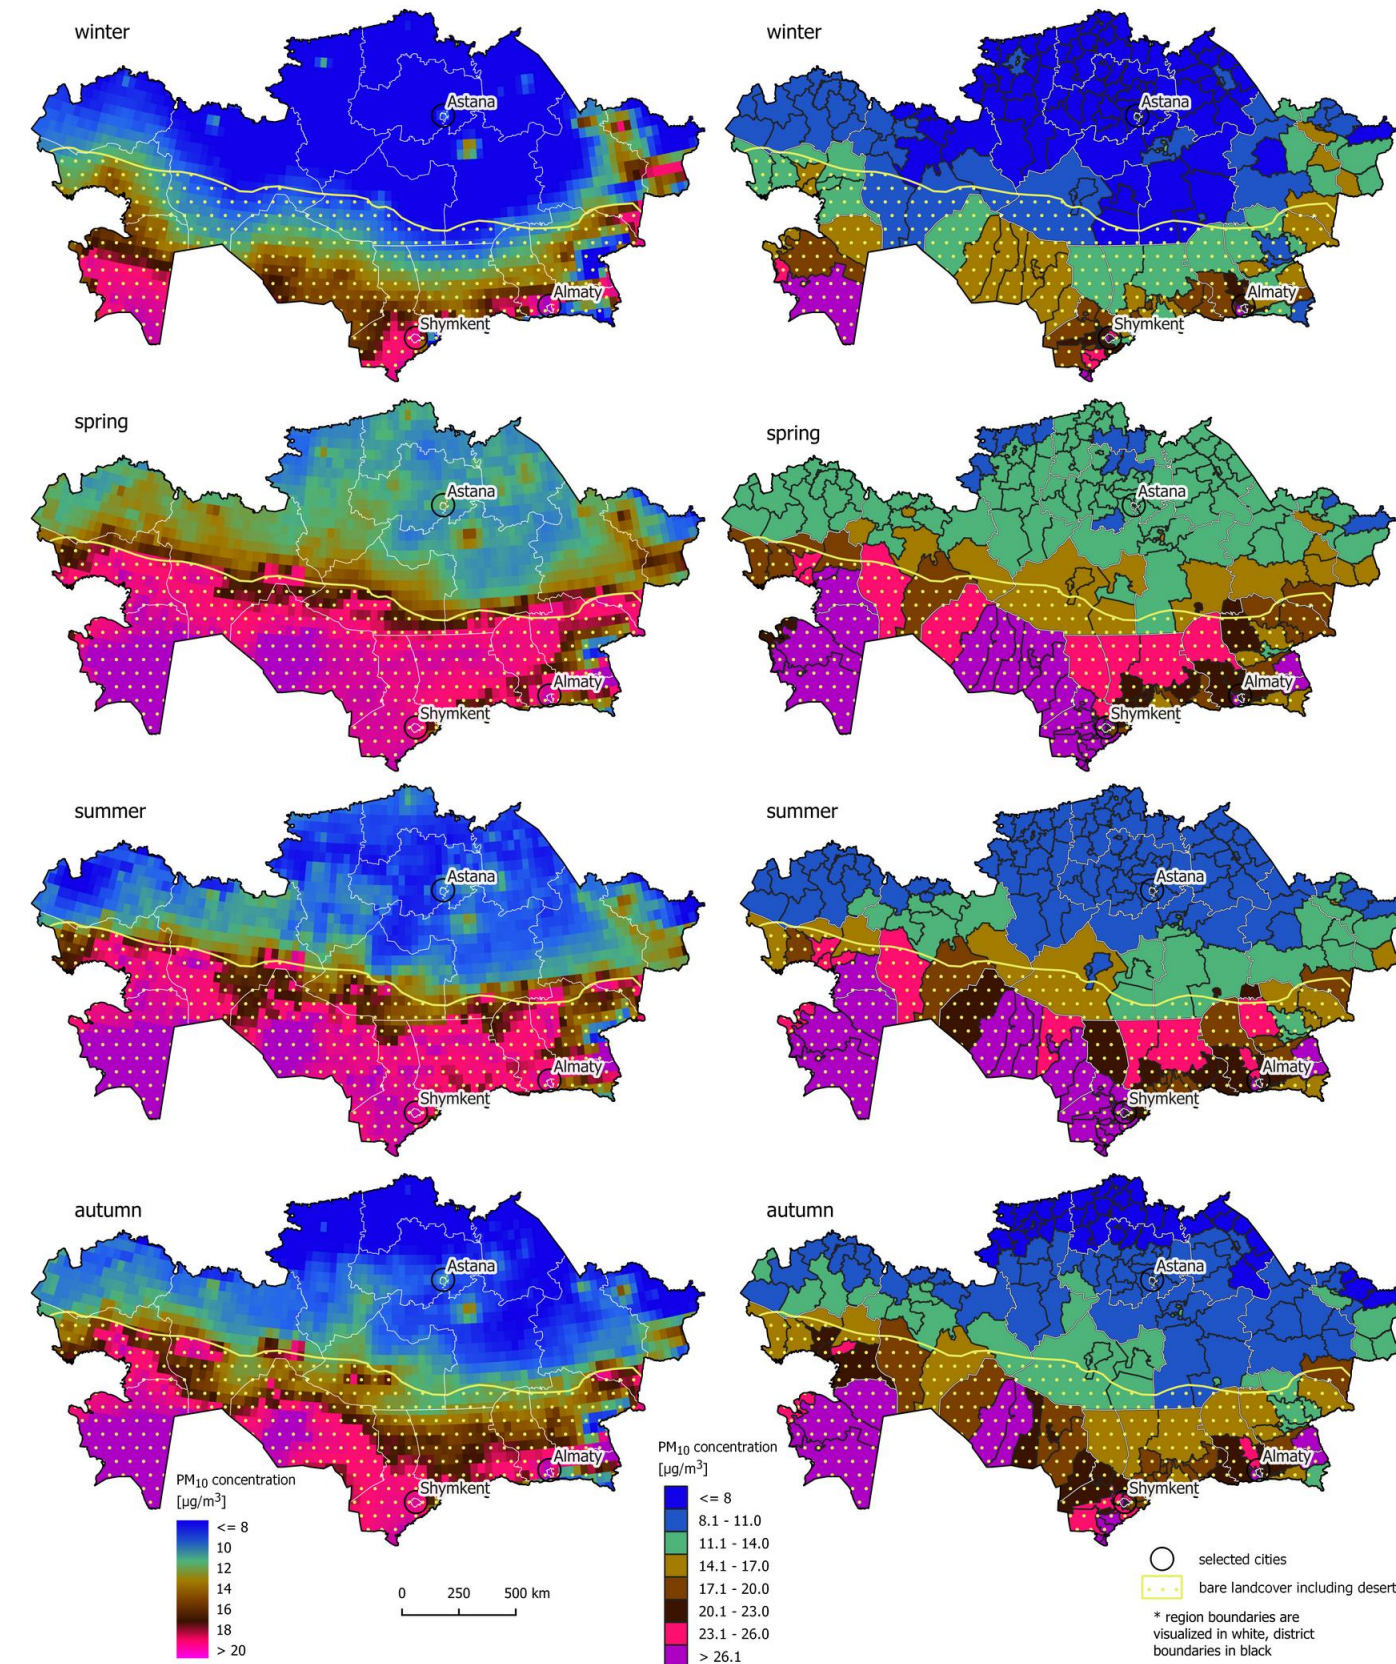 winter
Astana
Almaty
Shymkent
winter
Astana
Almaty
Shymkent
spring
Astana
Almaty
Shymkent
spring
Astana
Almaty
Shymkent
summer
Astana
Almaty
Shymkent
summer
Astana
Almaty
Shymkent
autumn
Astana
Almaty
Shymkent
autumn
Astana
Almaty
Shymkent
PM10 concentration
[µg/m³]
<= 8
10
12
14
16
18
> 20
0 250 500 km
PM10 concentration
[µg/m³]
<= 8
8.1 - 11.0
11.1 - 14.0
14.1 - 17.0
17.1 - 20.0
20.1 - 23.0
23.1 - 26.0
> 26.1
selected cities
bare landcover including desert
* region boundaries are
visualized in white, district
boundaries in black